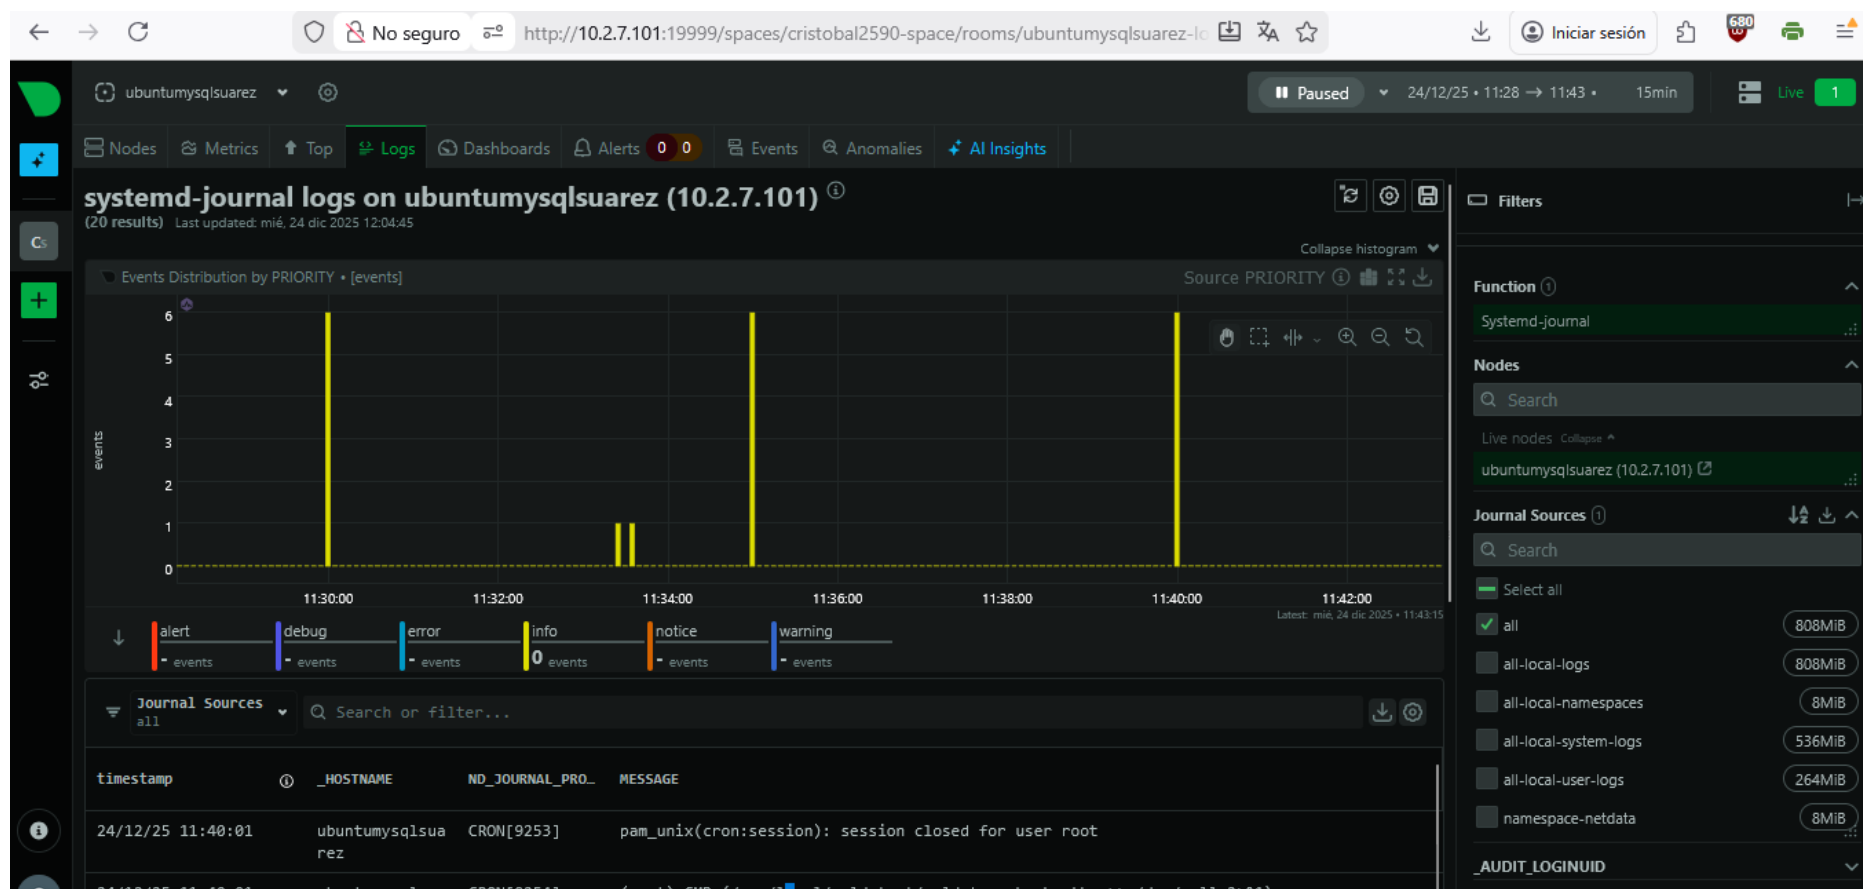 No seguro
http://10.2.7.101:19999/spaces/cristobal2590-space/rooms/ubuntumysqlsuarez-lo
Iniciar sesión
680
ubuntumysqlsuarez
Paused
24/12/25 • 11:28 → 11:43 •
15min
Live
1
Nodes
Metrics
Top
Logs
Dashboards
Alerts
0 0
Events
Anomalies
AI Insights
systemd-journal logs on ubuntumysqlsuarez (10.2.7.101)
(20 results) Last updated: mié, 24 dic 2025 12:04:45
Cs
Collapse histogram
Events Distribution by PRIORITY • [events]
Source PRIORITY
6
5
4
3
2
1
0
events
11:30:00
11:32:00
11:34:00
11:36:00
11:38:00
11:40:00
11:42:00
Latest: mié, 24 dic 2025 • 11:43:15
alert
debug
error
info
notice
warning
- events
- events
- events
0 events
- events
- events
Journal Sources
all
Search or filter...
timestamp
_HOSTNAME
ND_JOURNAL_PRO…
MESSAGE
24/12/25 11:40:01
ubuntumysqlsua
rez
CRON[9253]
pam_unix(cron:session): session closed for user root
Filters
Function 1
Systemd-journal
Nodes
Search
Live nodes Collapse
ubuntumysqlsuarez (10.2.7.101)
Journal Sources 1
Search
Select all
all
808MiB
all-local-logs
808MiB
all-local-namespaces
8MiB
all-local-system-logs
536MiB
all-local-user-logs
264MiB
namespace-netdata
8MiB
_AUDIT_LOGINUID